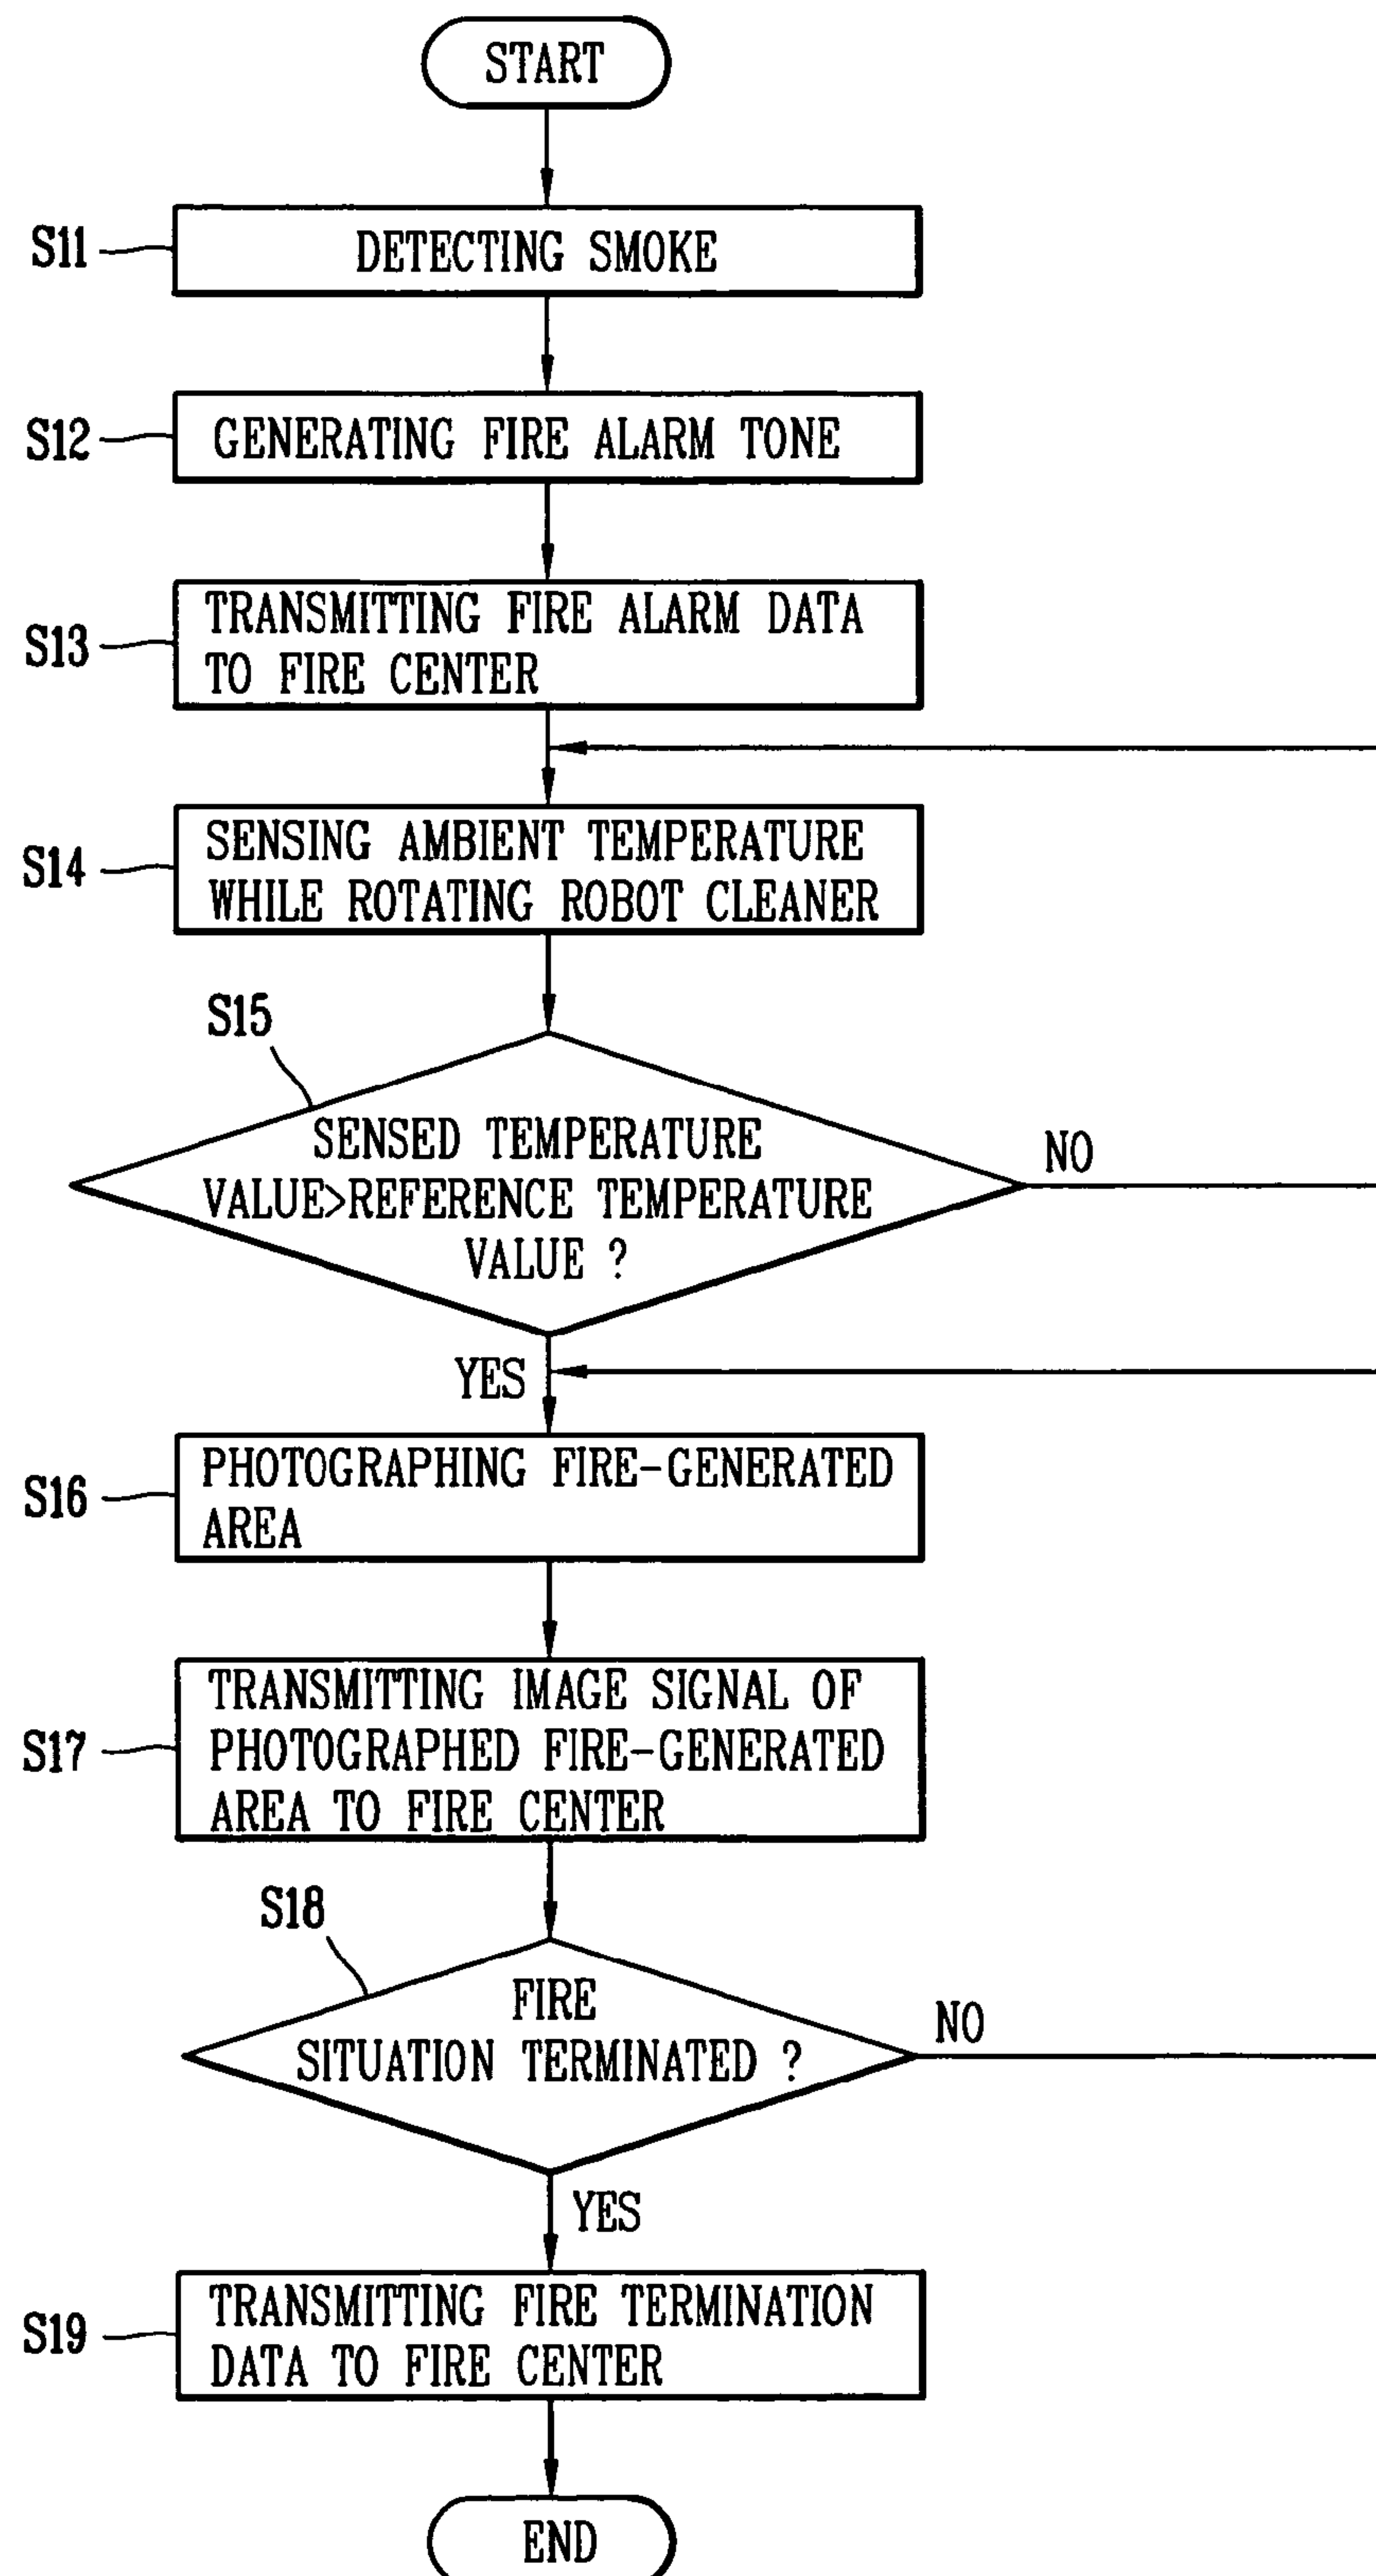 START
S11
DETECTING SMOKE
S12
GENERATING FIRE ALARM TONE
S13
TRANSMITTING FIRE ALARM DATA
TO FIRE CENTER
S14
SENSING AMBIENT TEMPERATURE
WHILE ROTATING ROBOT CLEANER
S15
SENSED TEMPERATURE
VALUE>REFERENCE TEMPERATURE
VALUE ?
NO
YES
S16
PHOTOGRAPHING FIRE-GENERATED
AREA
S17
TRANSMITTING IMAGE SIGNAL OF
PHOTOGRAPHED FIRE-GENERATED
AREA TO FIRE CENTER
S18
FIRE
SITUATION TERMINATED ?
NO
YES
S19
TRANSMITTING FIRE TERMINATION
DATA TO FIRE CENTER
END